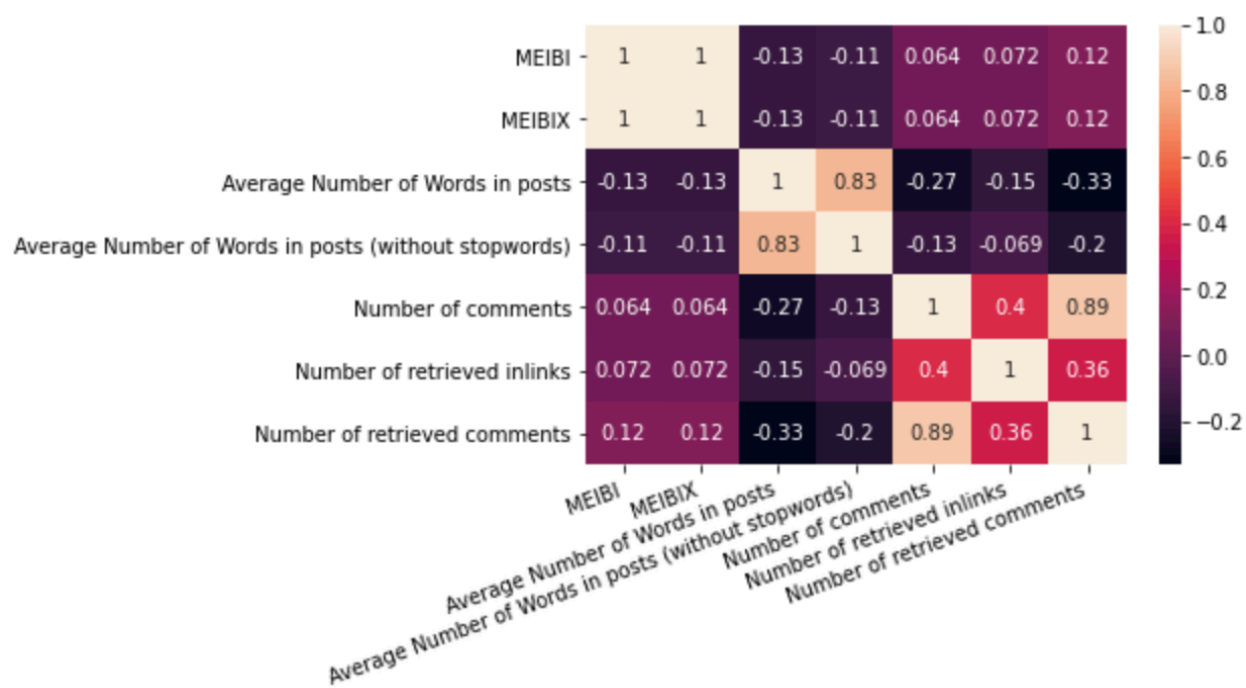 MEIBI 1 1 -0.13 -0.11 0.064 0.072 0.12
MEIBIX 1 1 -0.13 -0.11 0.064 0.072 0.12
Average Number of Words in posts -0.13 -0.13 1 0.83 -0.27 -0.15 -0.33
Average Number of Words in posts (without stopwords) -0.11 -0.11 0.83 1 -0.13 -0.069 -0.2
Number of comments 0.064 0.064 -0.27 -0.13 1 0.4 0.89
Number of retrieved inlinks 0.072 0.072 -0.15 -0.069 0.4 1 0.36
Number of retrieved comments 0.12 0.12 -0.33 -0.2 0.89 0.36 1
MEIBI
MEIBIX
Average Number of Words in posts
Average Number of Words in posts (without stopwords)
Number of comments
Number of retrieved inlinks
Number of retrieved comments
1.0
0.8
0.6
0.4
0.2
0.0
−0.2